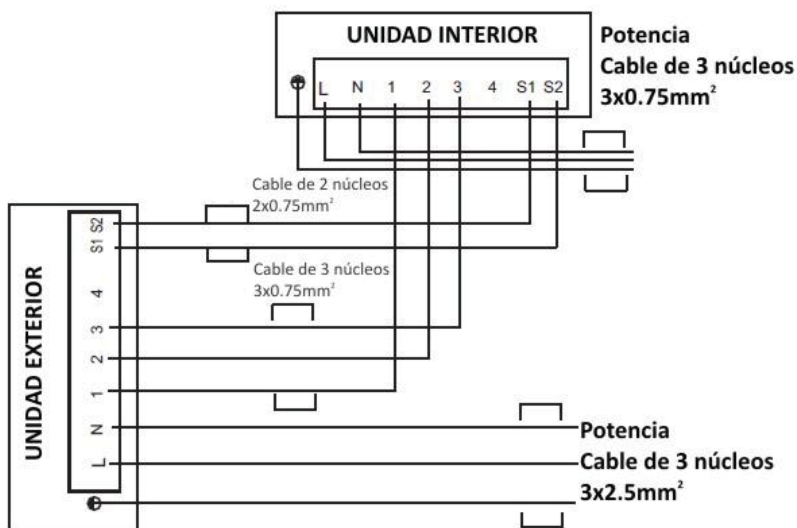 UNIDAD INTERIOR
L N 1 2 3 4 S1 S2
Potencia
Cable de 3 núcleos
3x0.75mm²
Cable de 2 núcleos
2x0.75mm²
Cable de 3 núcleos
3x0.75mm²
UNIDAD EXTERIOR
L N 1 2 3 4 S1 S2
Potencia
Cable de 3 núcleos
3x2.5mm²